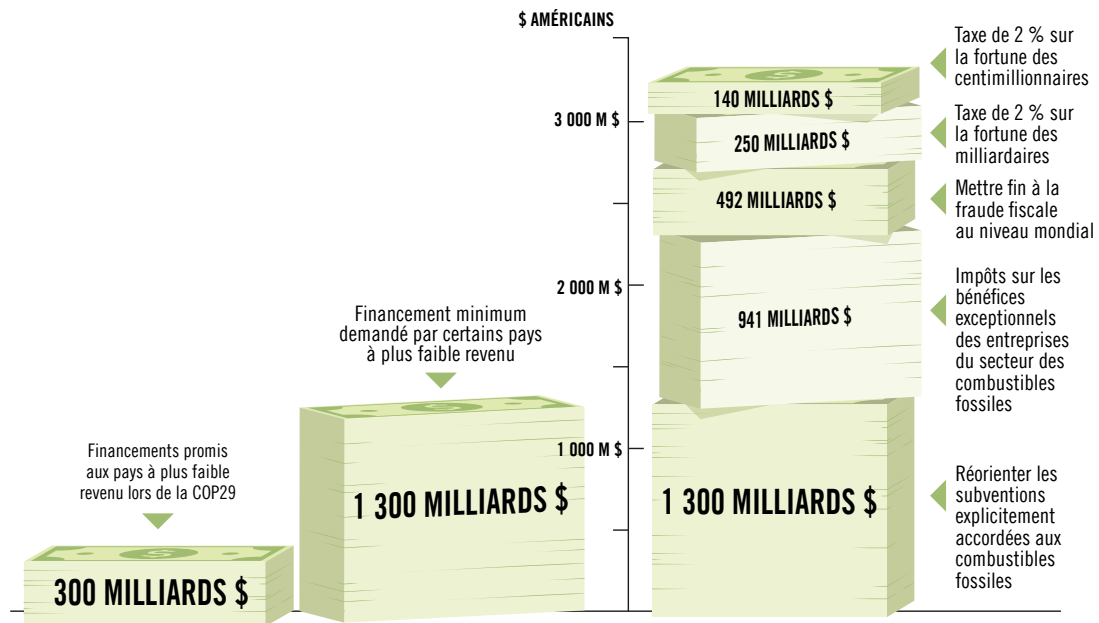 $ AMÉRICAINS
3 000 M $
2 000 M $
1 000 M $
Financements promis
aux pays à plus faible
revenu lors de la COP29
300 MILLIARDS $
Financement minimum
demandé par certains pays
à plus faible revenu
1 300 MILLIARDS $
140 MILLIARDS $
250 MILLIARDS $
492 MILLIARDS $
941 MILLIARDS $
1 300 MILLIARDS $
Taxe de 2 % sur
la fortune des
centimillionnaires
Taxe de 2 % sur
la fortune des
milliardaires
Mettre fin à la
fraude fiscale
au niveau mondial
Impôts sur les
bénéfices
exceptionnels
des entreprises
du secteur des
combustibles
fossiles
Réorienter les
subventions
explicitement
accordées aux
combustibles
fossiles